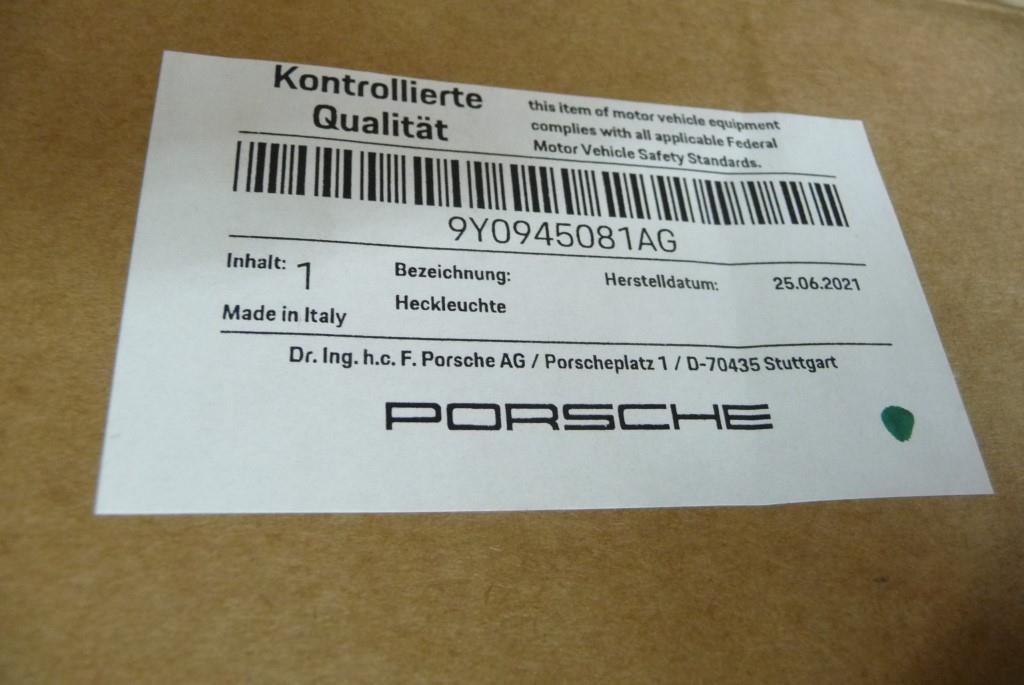 Kontrollierte
Qualität
this item of motor vehicle equipment
complies with all applicable Federal
Motor Vehicle Safety Standards.
9Y0945081AG
Inhalt: 1
Bezeichnung:
Heckleuchte
Herstelldatum: 25.06.2021
Made in Italy
Dr. Ing. h.c. F. Porsche AG / Porscheplatz 1 / D-70435 Stuttgart
PORSCHE